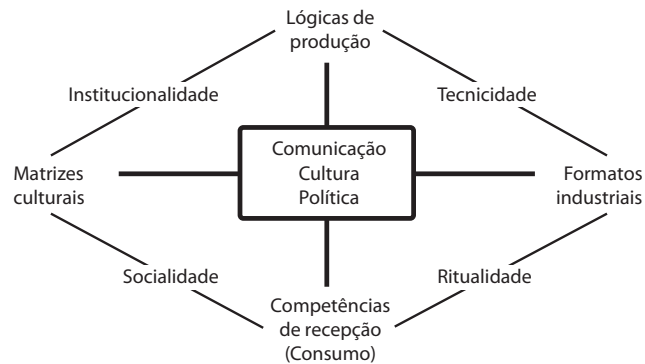 Lógicas de
produção
Institucionalidade
Tecnicidade
Comunicação
Cultura
Política
Matrizes
culturais
Formatos
industriais
Socialidade
Ritualidade
Competências
de recepção
(Consumo)